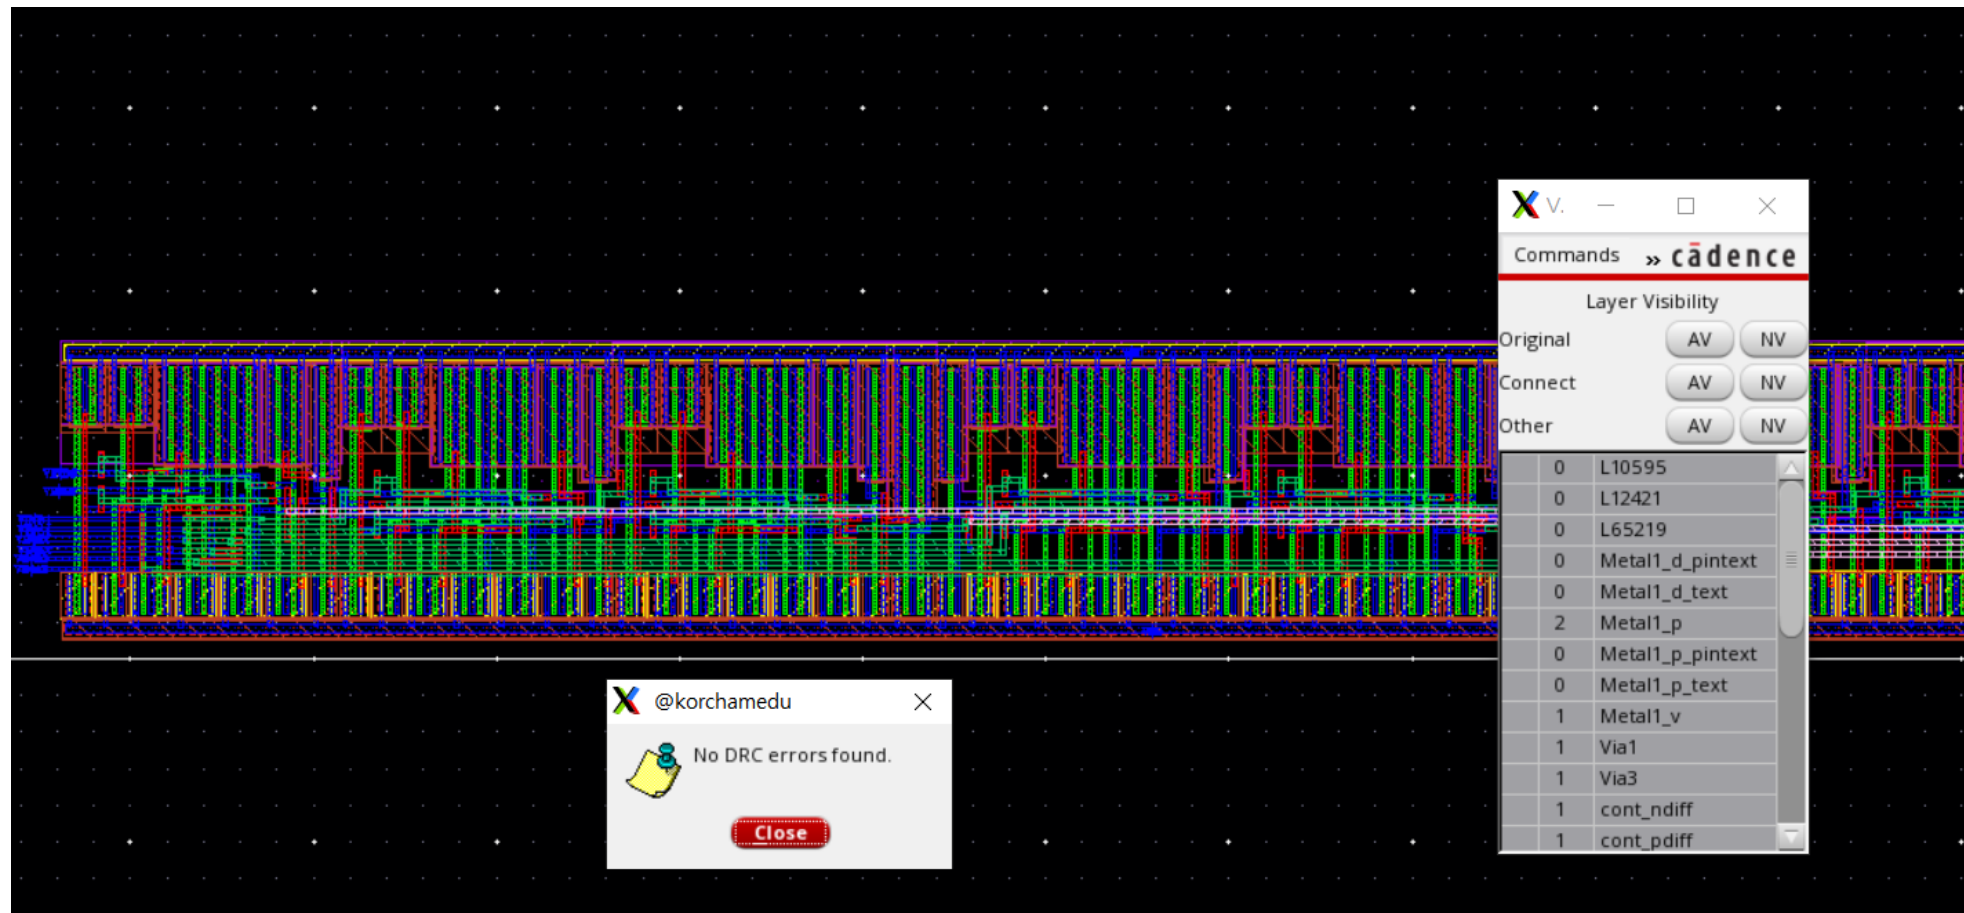 V.
Commands » cādence
Layer Visibility
Original AV NV
Connect AV NV
Other AV NV
0 L10595
0 L12421
0 L65219
0 Metal1_d_pintext
0 Metal1_d_text
2 Metal1_p
0 Metal1_p_pintext
0 Metal1_p_text
1 Metal1_v
1 Via1
1 Via3
1 cont_ndiff
1 cont_pdiff
@korchamedu
No DRC errors found.
Close